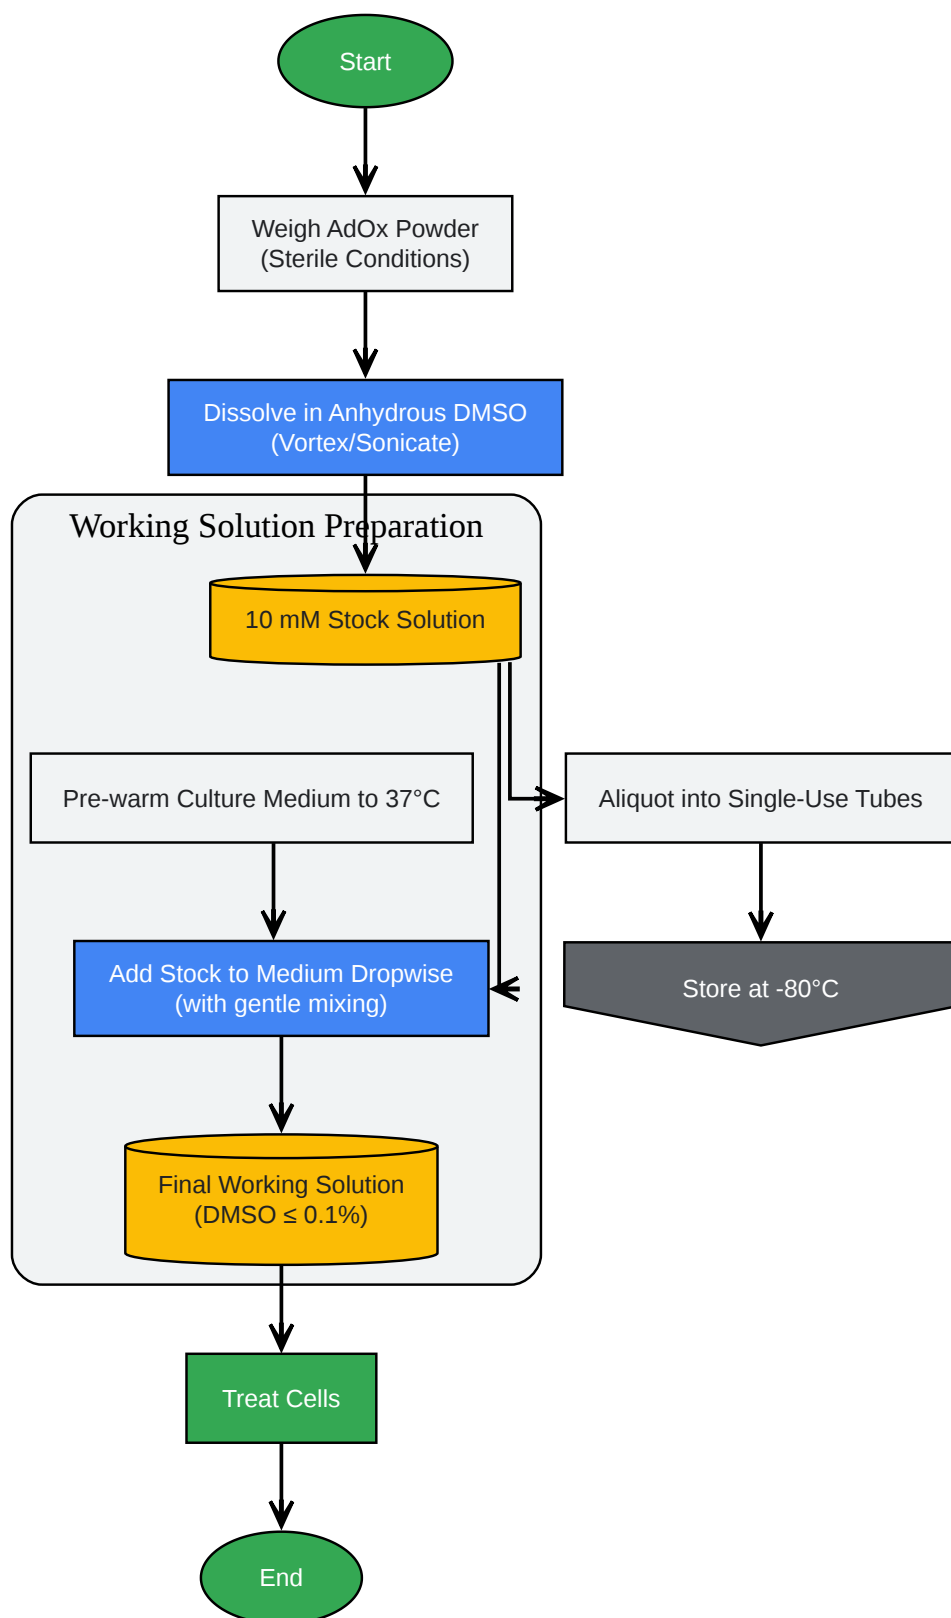 Start
Weigh AdOx Powder
(Sterile Conditions)
Dissolve in Anhydrous DMSO
(Vortex/Sonicate)
Working Solution Preparation
10 mM Stock Solution
Pre-warm Culture Medium to 37°C
Aliquot into Single-Use Tubes
Add Stock to Medium Dropwise
(with gentle mixing)
Store at -80°C
Final Working Solution
(DMSO ≤ 0.1%)
Treat Cells
End